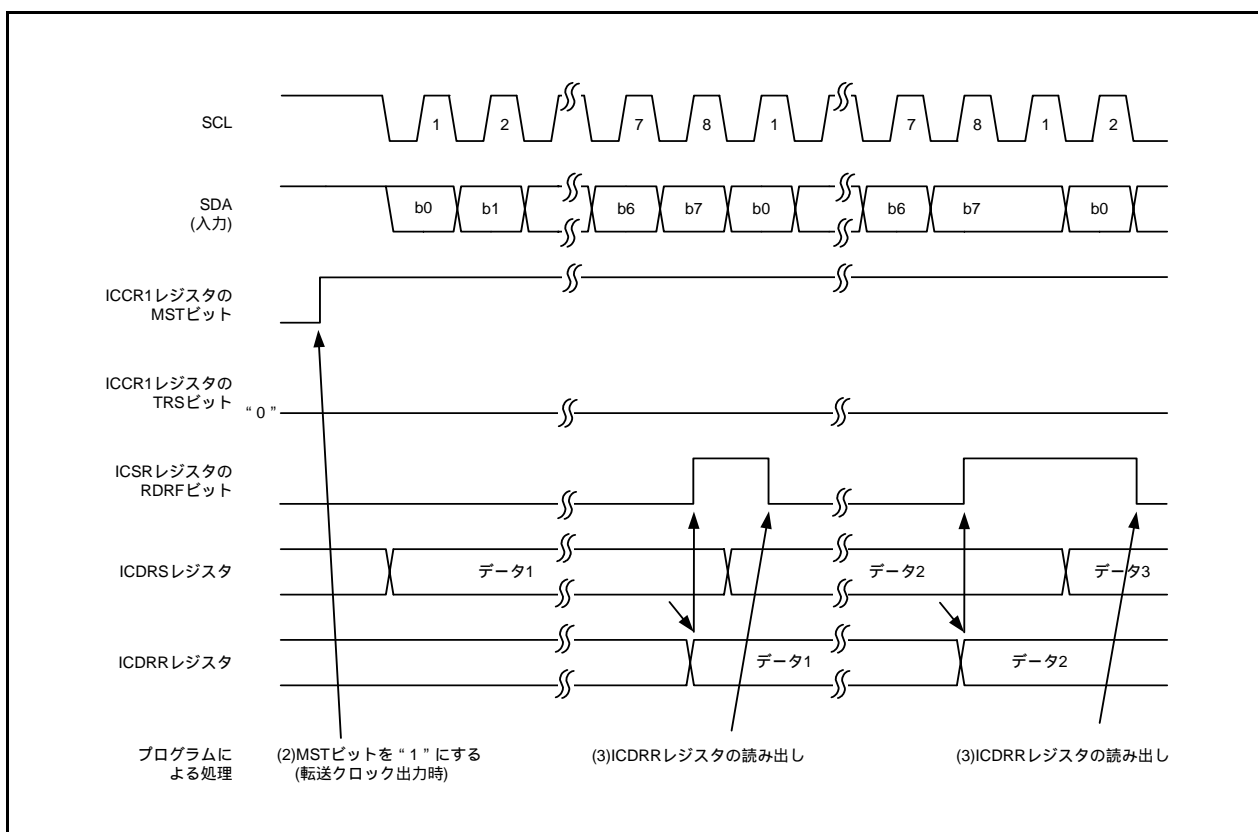 SCL
1 2 7 8 1 7 8 1 2
SDA
(入力)
b0 b1 b6 b7 b0 b6 b7 b0
ICCR1レジスタの
MSTビット
ICCR1レジスタの
TRSビット
“ 0 ”
ICSRレジスタの
RDRFビット
ICDRSレジスタ
データ1 データ2 データ3
ICDRRレジスタ
データ1 データ2
プログラムに
よる処理
(2)MSTビットを “ 1 ” にする
(転送クロック出力時)
(3)ICDRRレジスタの読み出し
(3)ICDRRレジスタの読み出し